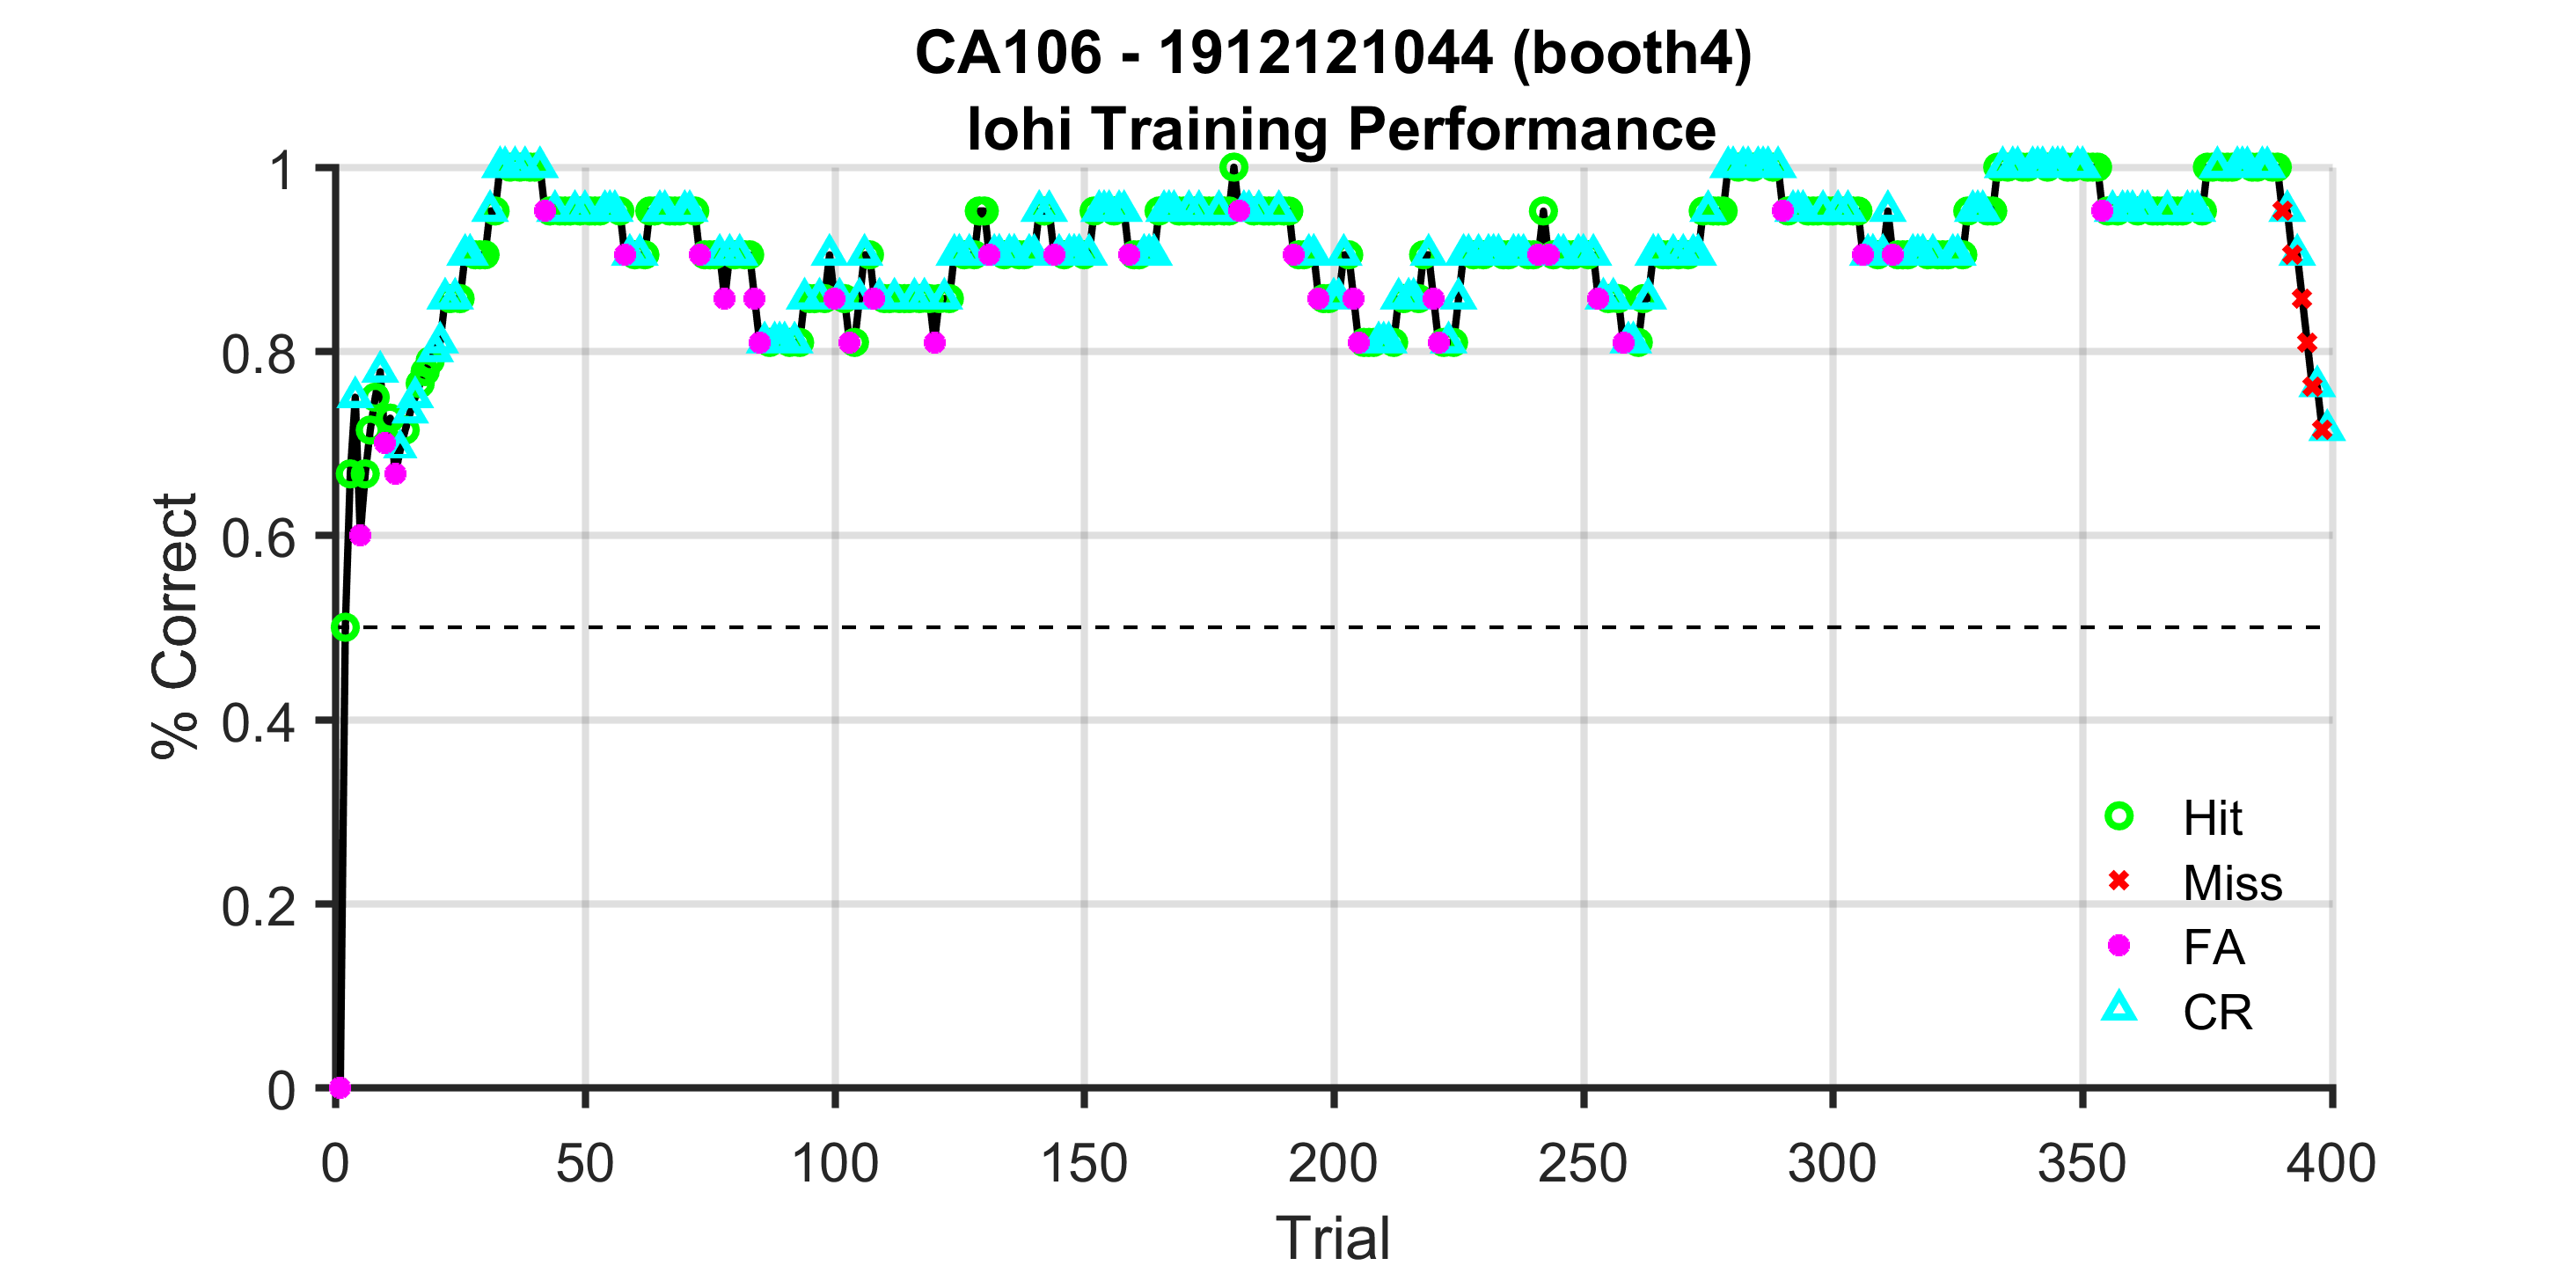 CA106 - 1912121044 (booth4)
lohi Training Performance
1
0.8
0.6
0.4
0.2
0
% Correct
Hit
Miss
FA
CR
0 50 100 150 200 250 300 350 400
Trial